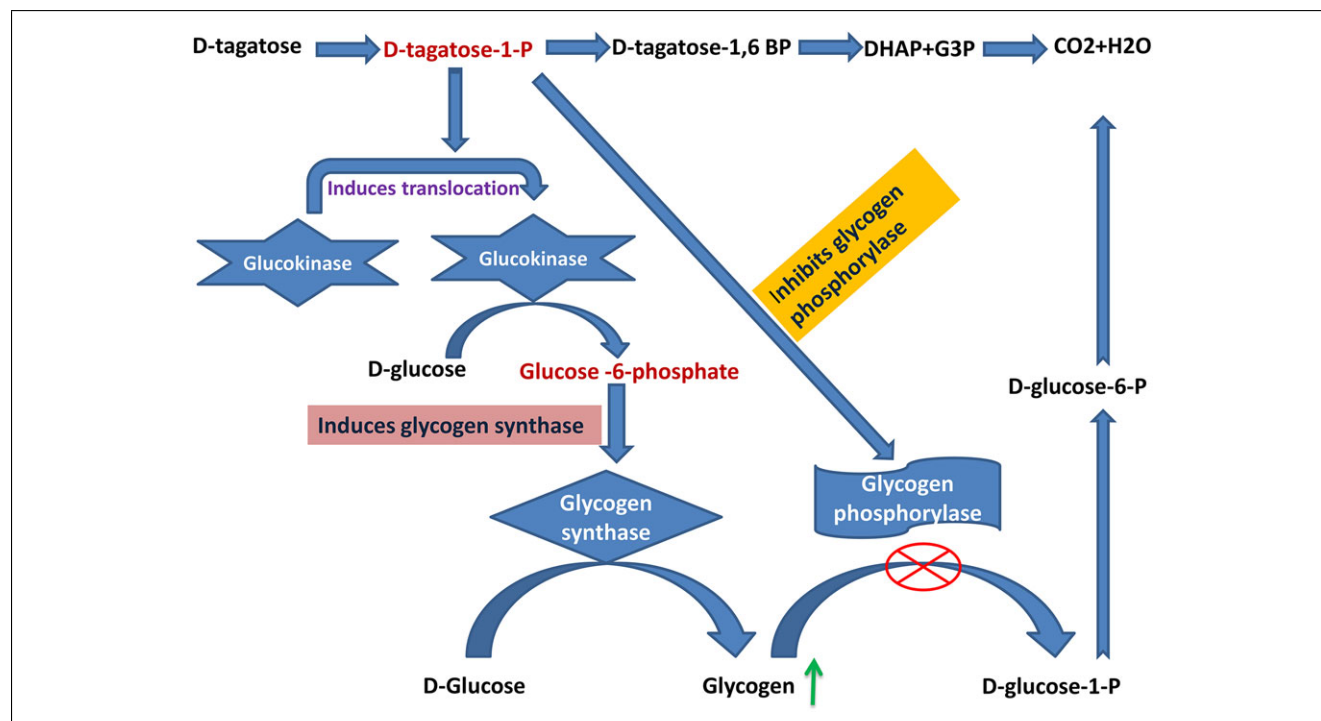 D-tagatose
D-tagatose-1-P
D-tagatose-1,6 BP
DHAP+G3P
CO2+H2O
Induces translocation
Glucokinase
Glucokinase
Inhibits glycogen
phosphorylase
D-glucose
Glucose -6-phosphate
D-glucose-6-P
Induces glycogen synthase
Glycogen
synthase
Glycogen
phosphorylase
D-Glucose
Glycogen
D-glucose-1-P